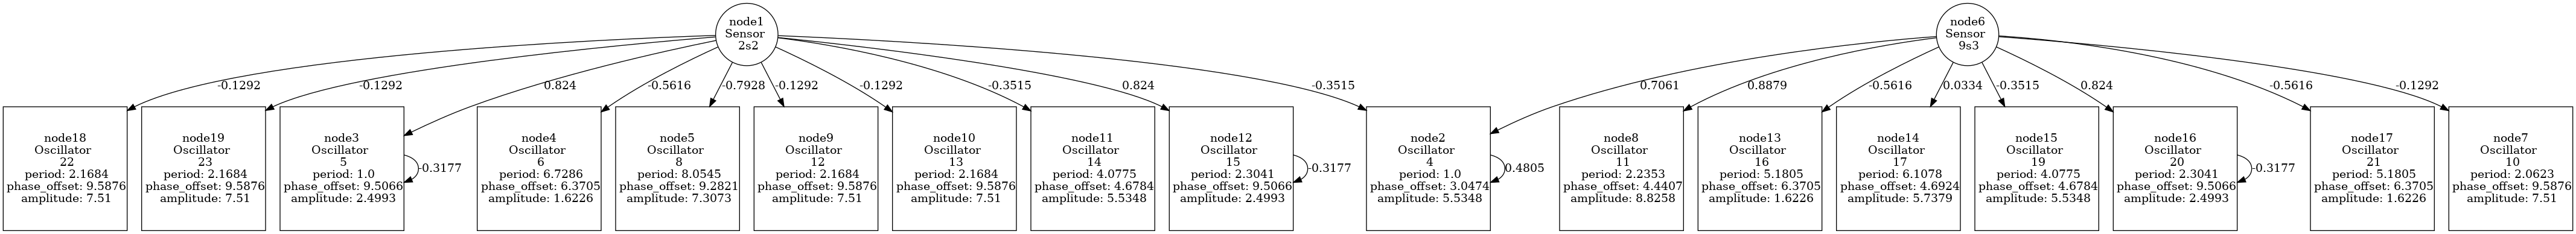 node1
Sensor
2s2
node6
Sensor
9s3
-0.1292
-0.1292
0.824
-0.5616
-0.7928
-0.1292
-0.1292
-0.3515
0.824
-0.3515
0.7061
0.8879
-0.5616
0.0334
-0.3515
0.824
-0.5616
-0.1292
node18
Oscillator
22
period: 2.1684
phase_offset: 9.5876
amplitude: 7.51
node19
Oscillator
23
period: 2.1684
phase_offset: 9.5876
amplitude: 7.51
node3
Oscillator
5
period: 1.0
phase_offset: 9.5066
amplitude: 2.4993
-0.3177
node4
Oscillator
6
period: 6.7286
phase_offset: 6.3705
amplitude: 1.6226
node5
Oscillator
8
period: 8.0545
phase_offset: 9.2821
amplitude: 7.3073
node9
Oscillator
12
period: 2.1684
phase_offset: 9.5876
amplitude: 7.51
node10
Oscillator
13
period: 2.1684
phase_offset: 9.5876
amplitude: 7.51
node11
Oscillator
14
period: 4.0775
phase_offset: 4.6784
amplitude: 5.5348
node12
Oscillator
15
period: 2.3041
phase_offset: 9.5066
amplitude: 2.4993
-0.3177
node2
Oscillator
4
period: 1.0
phase_offset: 3.0474
amplitude: 5.5348
0.4805
node8
Oscillator
11
period: 2.2353
phase_offset: 4.4407
amplitude: 8.8258
node13
Oscillator
16
period: 5.1805
phase_offset: 6.3705
amplitude: 1.6226
node14
Oscillator
17
period: 6.1078
phase_offset: 4.6924
amplitude: 5.7379
node15
Oscillator
19
period: 4.0775
phase_offset: 4.6784
amplitude: 5.5348
node16
Oscillator
20
period: 2.3041
phase_offset: 9.5066
amplitude: 2.4993
-0.3177
node17
Oscillator
21
period: 5.1805
phase_offset: 6.3705
amplitude: 1.6226
node7
Oscillator
10
period: 2.0623
phase_offset: 9.5876
amplitude: 7.51